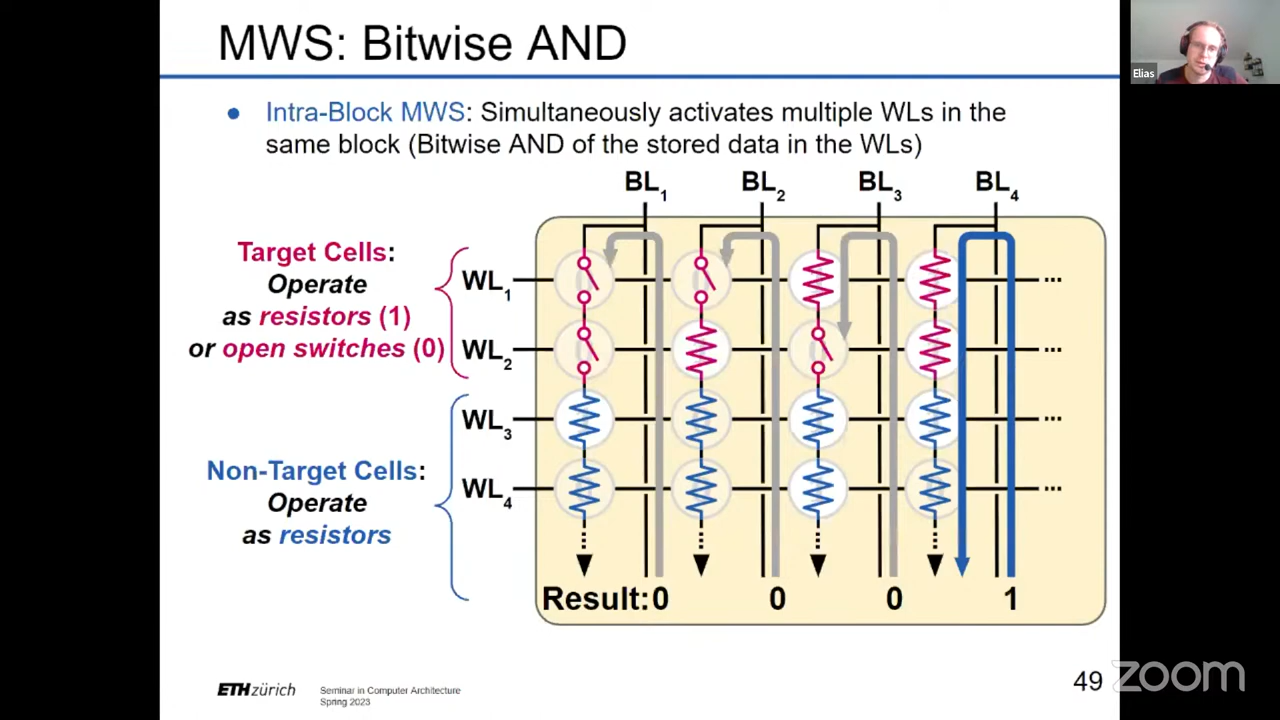 MWS: Bitwise AND
Elias
● Intra-Block MWS: Simultaneously activates multiple WLs in the
same block (Bitwise AND of the stored data in the WLs)
BL1 BL2 BL3 BL4
Target Cells:
Operate
as resistors (1)
or open switches (0)
WL1 ...
WL2 ...
WL3 ...
WL4 ...
Non-Target Cells:
Operate
as resistors
Result: 0 0 0 1
ETH zürich
Seminar in Computer Architecture
Spring 2023
49
zoom